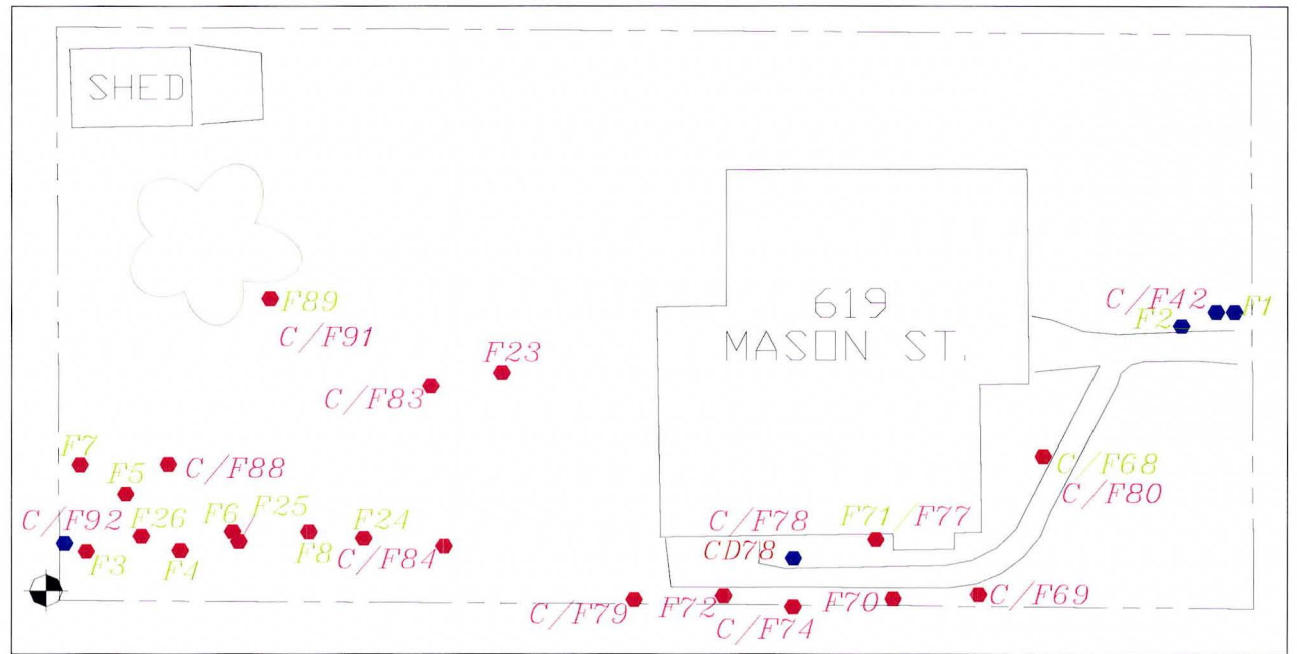 SHED
619
MASON ST.
C/F42
F2
F1
F89
C/F91
F23
C/F83
F7
F5
C/F88
C/F92
F26
F6
F25
F24
F3
F4
F8
C/F84
C/F68
C/F80
C/F78
F71/F77
CD78
C/F79
F72
C/F74
F70
C/F69